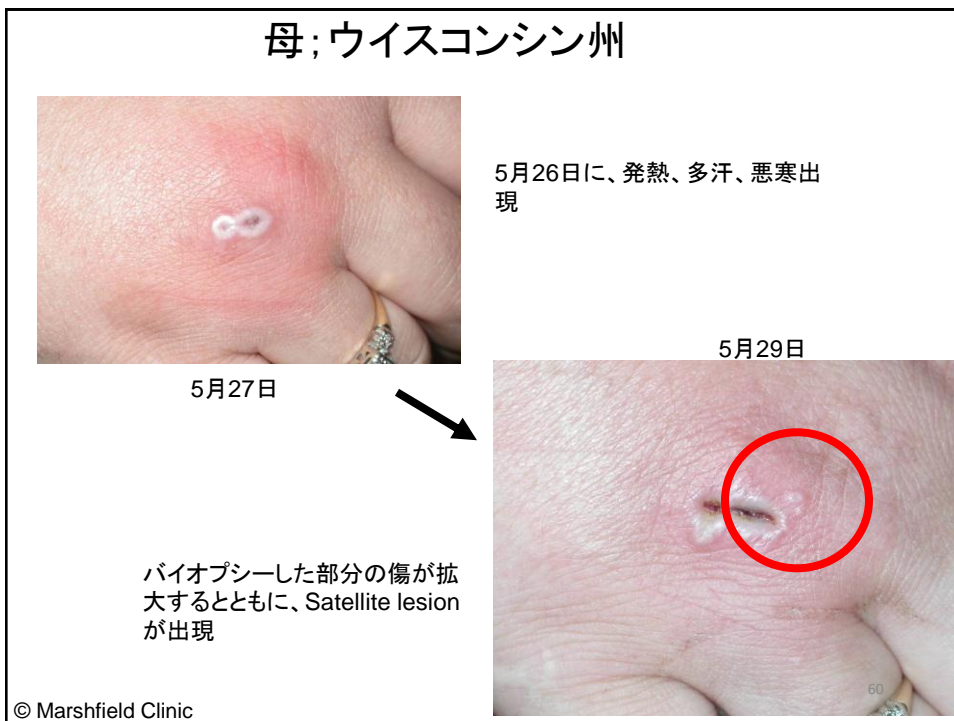 母；ウイスコンシン州
5月26日に、発熱、多汗、悪寒出
現
5月27日
5月29日
バイオプシーした部分の傷が拡
大するとともに、Satellite lesion
が出現
60
© Marshfield Clinic